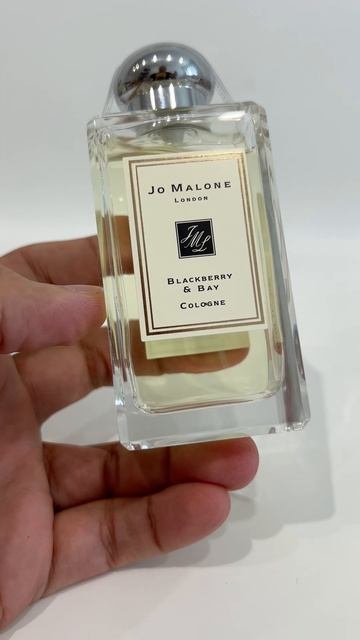 Jo Malone
London
JML
Blackberry
& Bay
Cologne